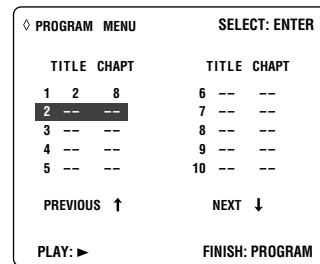 ◊ PROGRAM MENU SELECT: ENTER
TITLE CHAPT TITLE CHAPT
1 2 8 6 –– ––
2 –– –– 7 –– ––
3 –– –– 8 –– ––
4 –– –– 9 –– ––
5 –– –– 10 –– ––
PREVIOUS ↑ NEXT ↓
PLAY: ► FINISH: PROGRAM